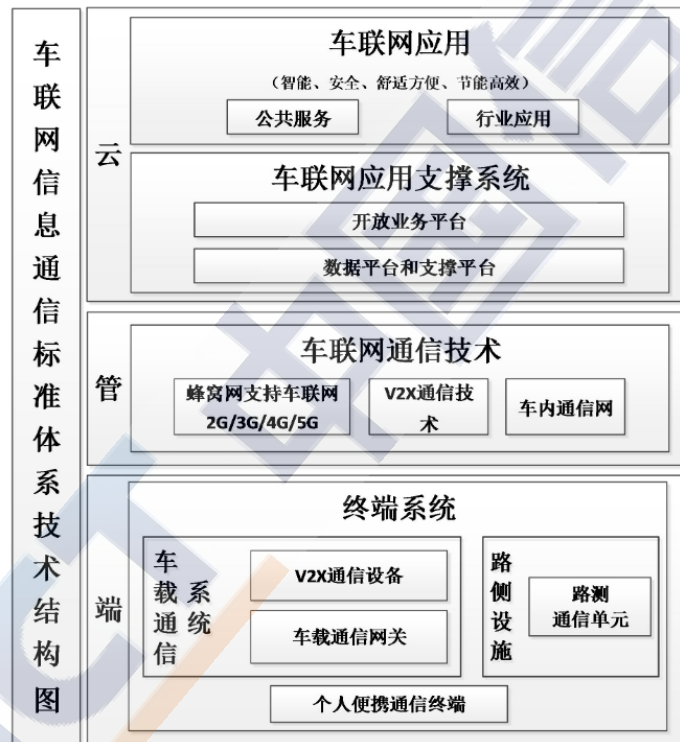 车联网信息通信标准体系技术结构图
云
车联网应用
（智能、安全、舒适方便、节能高效）
公共服务
行业应用
车联网应用支撑系统
开放业务平台
数据平台和支撑平台
管
车联网通信技术
蜂窝网支持车联网
2G/3G/4G/5G
V2X通信技
术
车内通信网
端
终端系统
车载通信
系统
V2X通信设备
车载通信网关
路侧设施
路测
通信单元
个人便携通信终端
中国信
CT